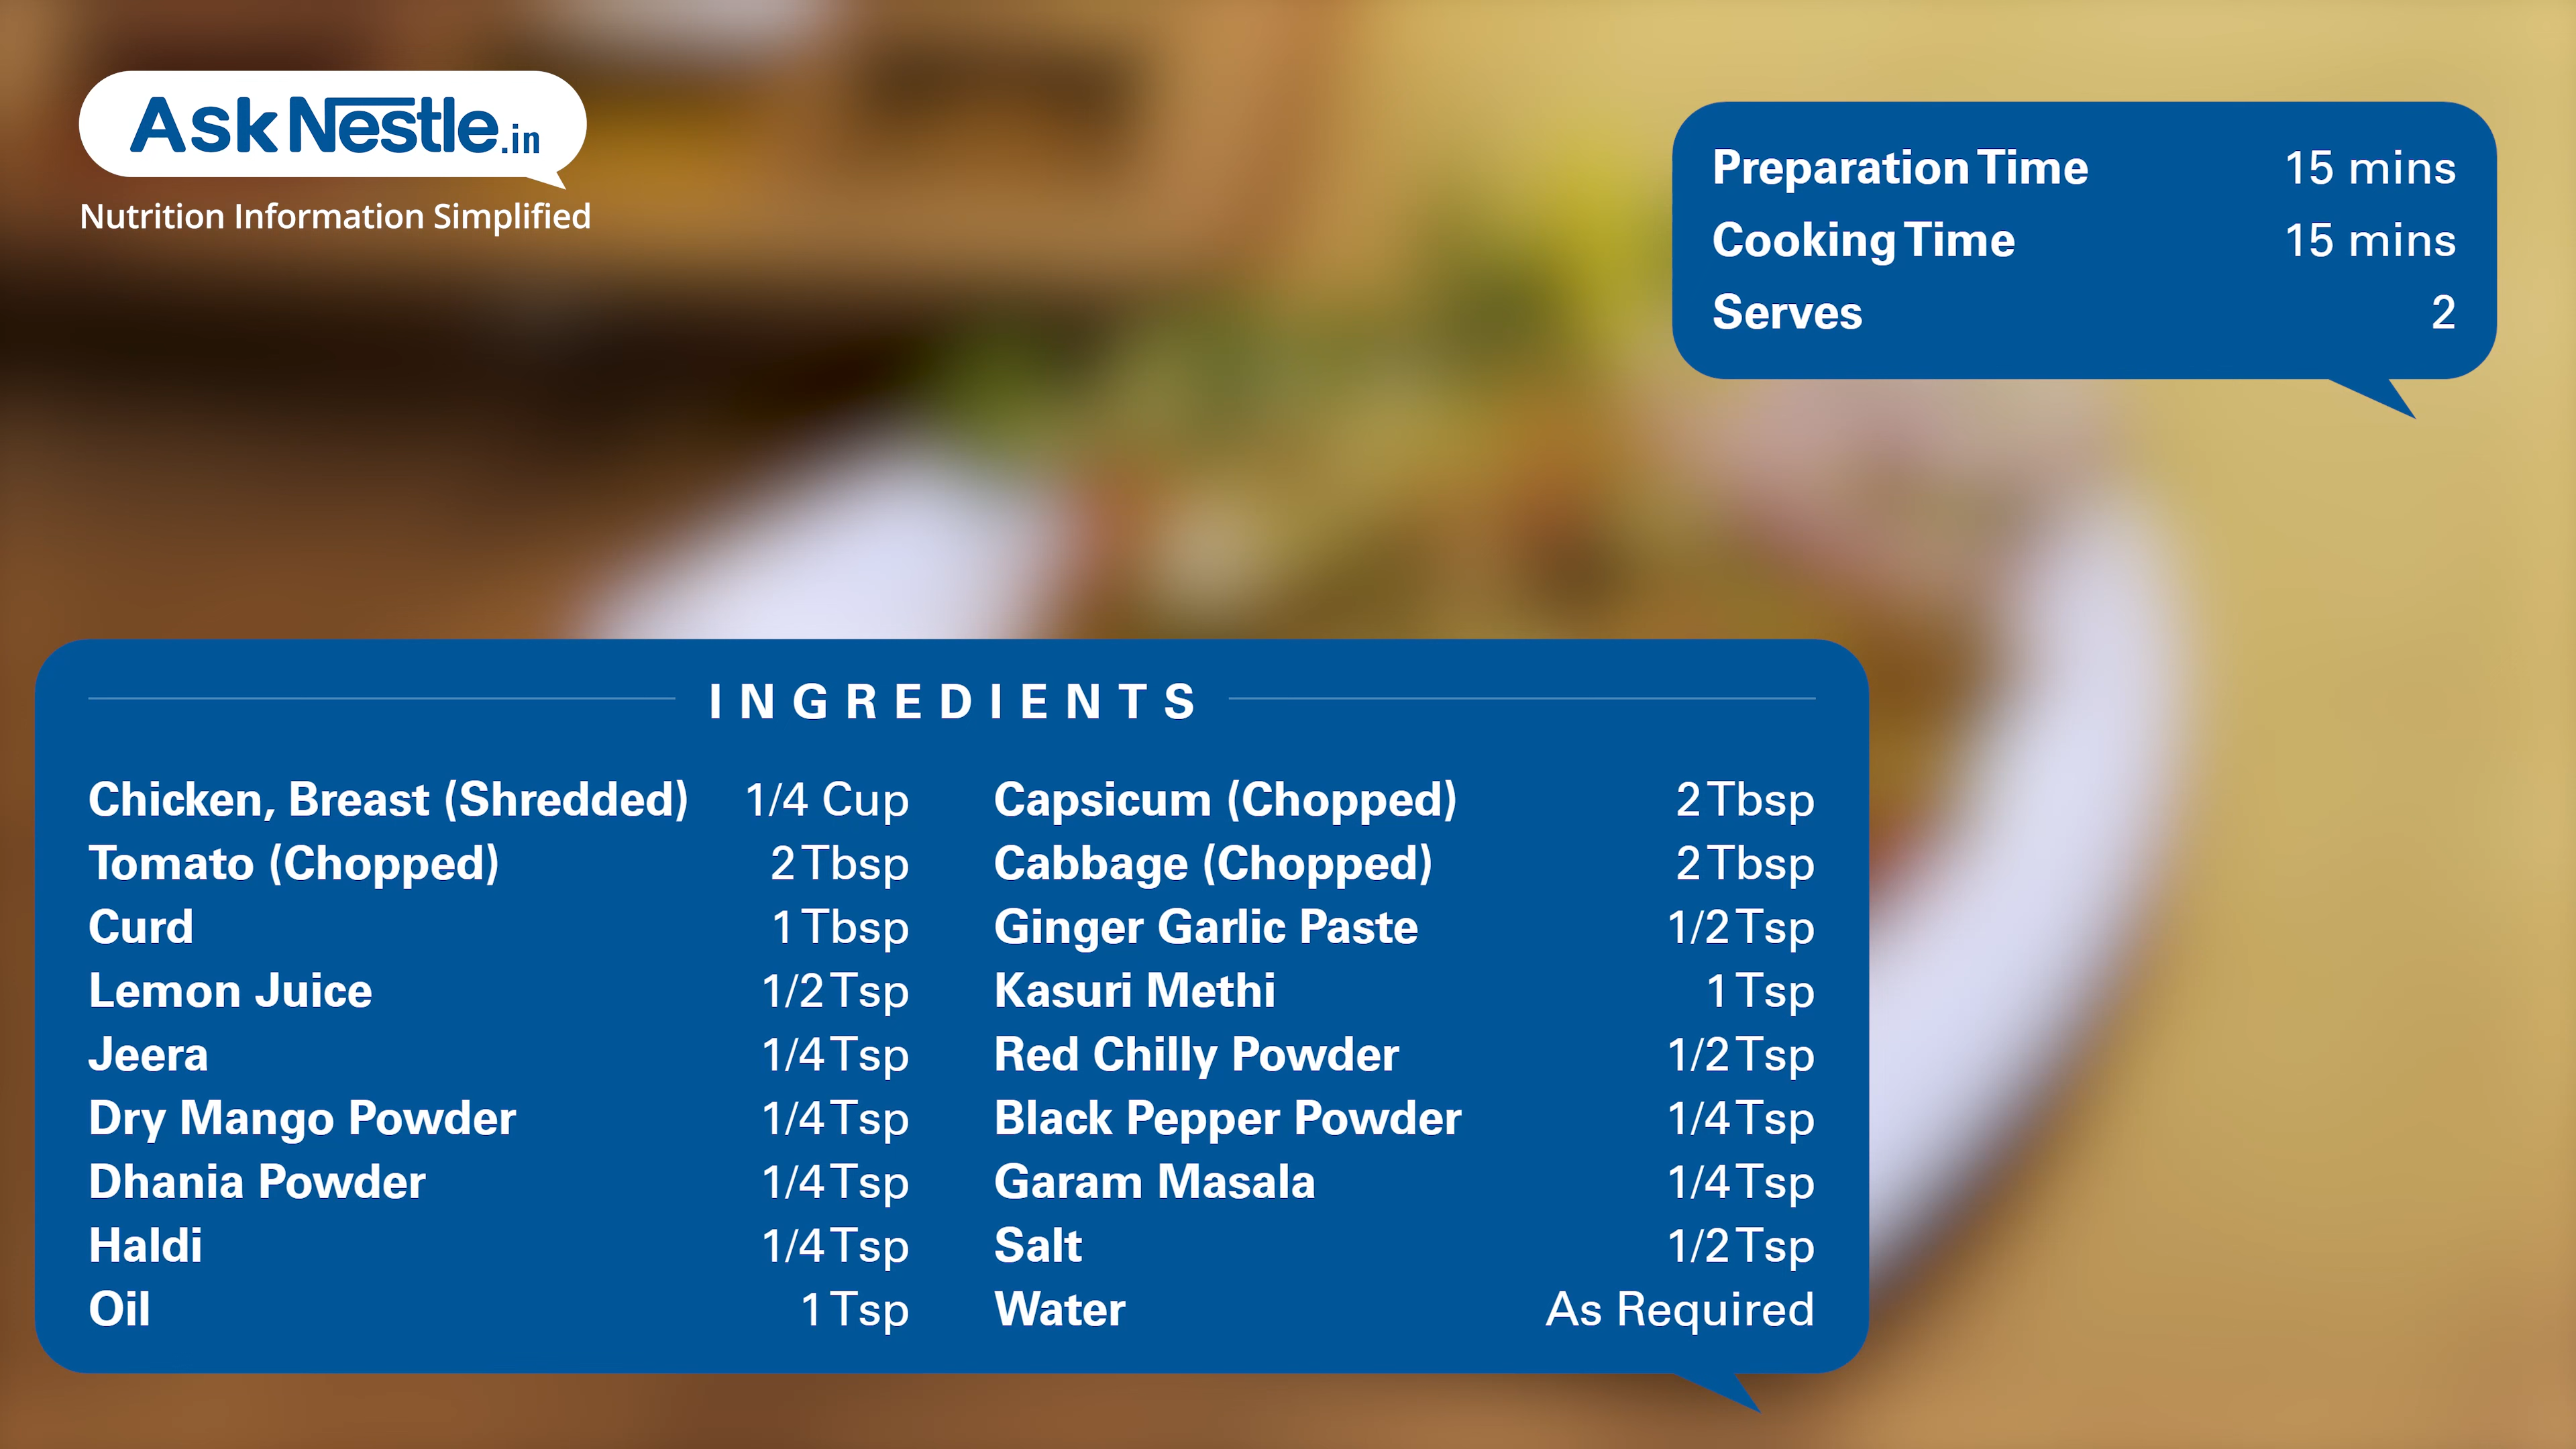 AskNestle.in
Nutrition Information Simplified
Preparation Time 15 mins
Cooking Time 15 mins
Serves 2
INGREDIENTS
Chicken, Breast (Shredded) 1/4 Cup
Tomato (Chopped) 2 Tbsp
Curd 1 Tbsp
Lemon Juice 1/2 Tsp
Jeera 1/4 Tsp
Dry Mango Powder 1/4 Tsp
Dhania Powder 1/4 Tsp
Haldi 1/4 Tsp
Oil 1 Tsp
Capsicum (Chopped) 2 Tbsp
Cabbage (Chopped) 2 Tbsp
Ginger Garlic Paste 1/2 Tsp
Kasuri Methi 1 Tsp
Red Chilly Powder 1/2 Tsp
Black Pepper Powder 1/4 Tsp
Garam Masala 1/4 Tsp
Salt 1/2 Tsp
Water As Required